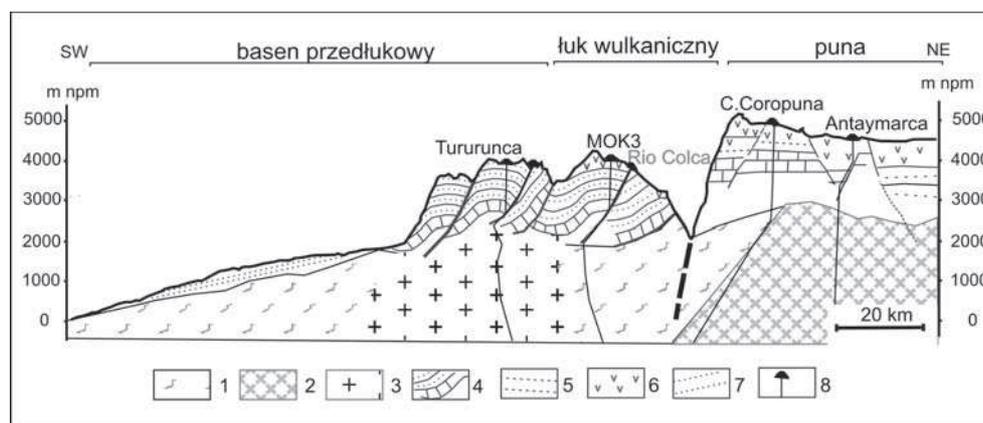 SW basen przedłukowy łuk wulkaniczny puna NE
m npm m npm
C.Coropuna
5000 5000
Antaymarca
Tururunca MOK3
Rio Colca
4000 4000
3000 3000
2000 2000
1000 1000
0 0
20 km
1 2 3 4 5 6 7 8